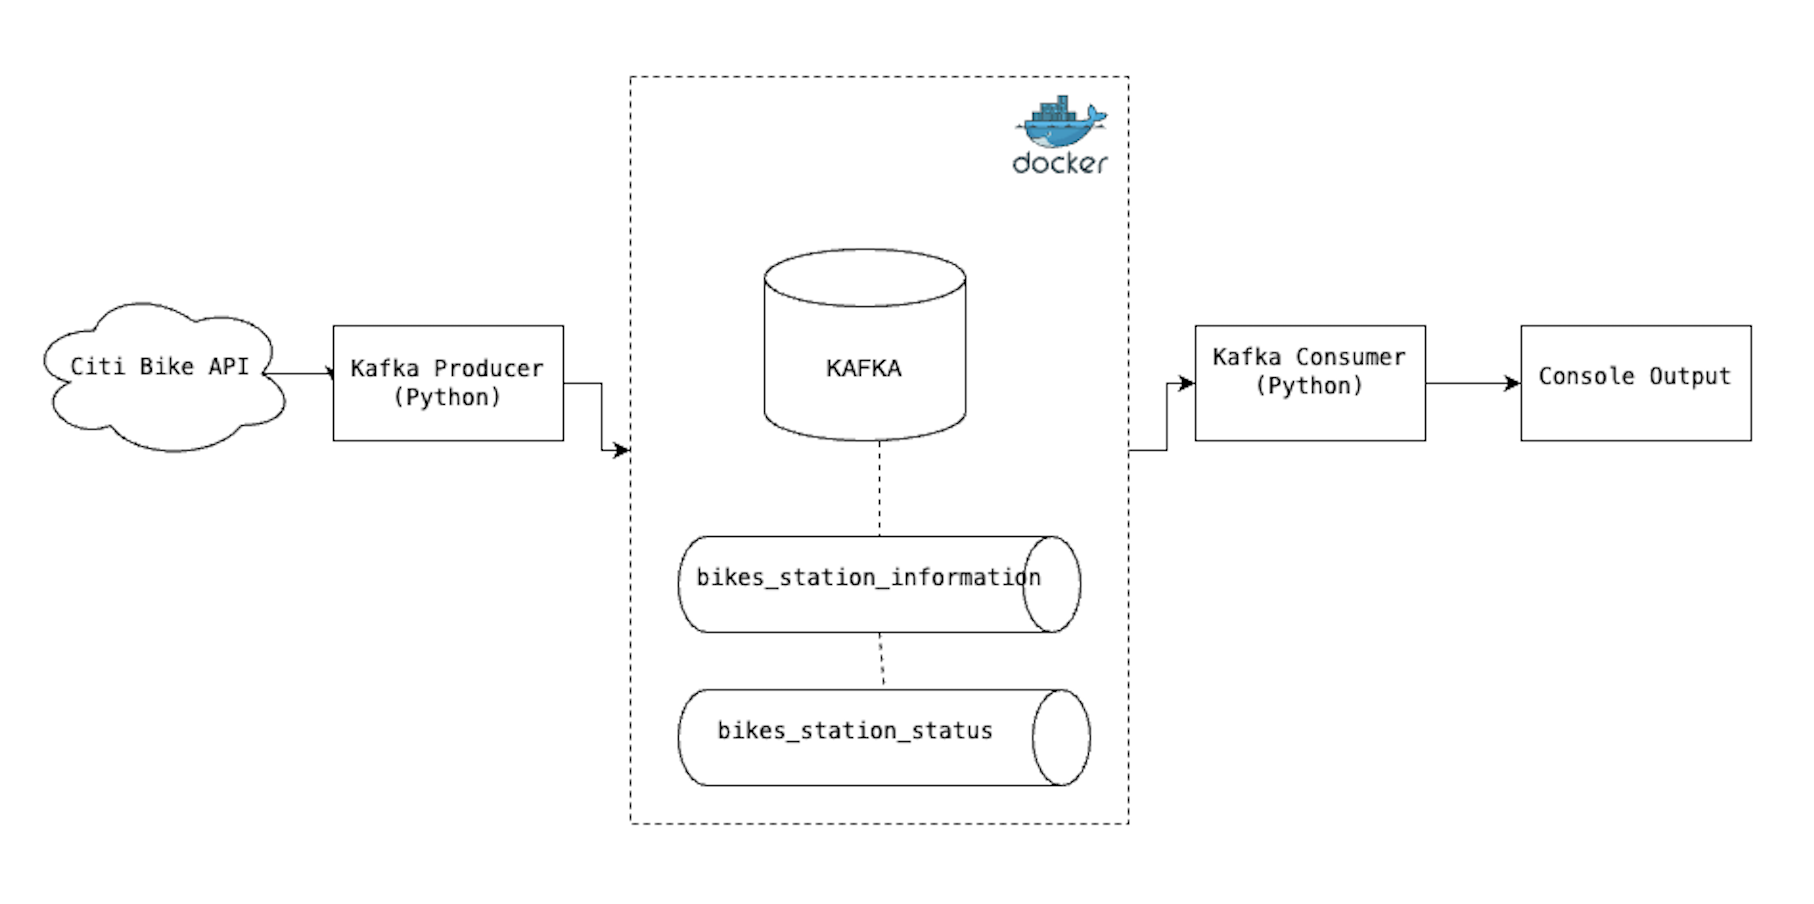 docker
Citi Bike API
Kafka Producer
(Python)
KAFKA
Kafka Consumer
(Python)
Console Output
bikes_station_information
bikes_station_status